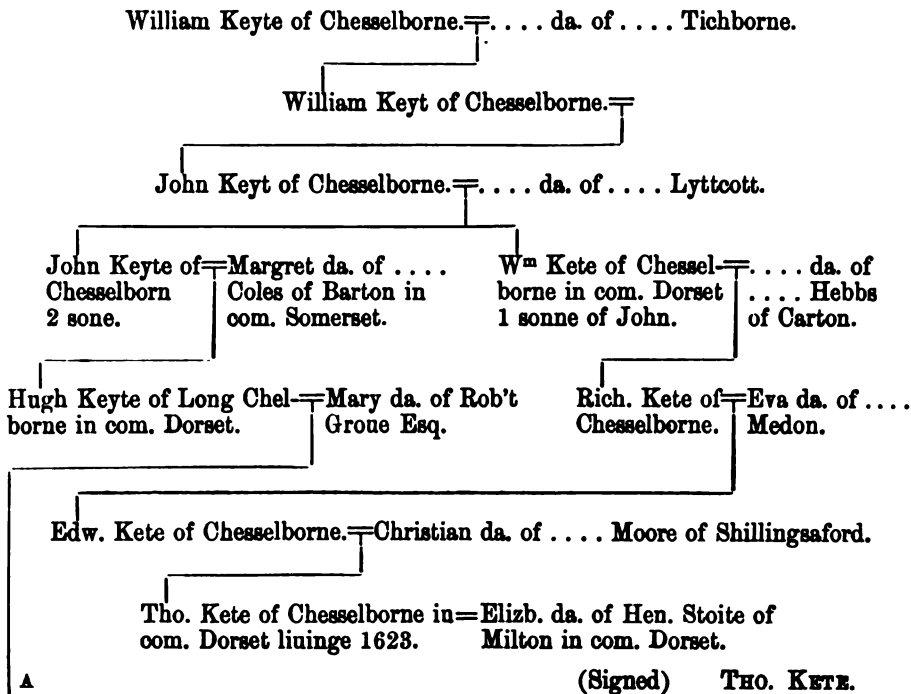 William Keyte of Chesselborne.=. . . . da. of . . . . Tichborne.
William Keyt of Chesselborne.=
John Keyt of Chesselborne.=. . . . da. of . . . . Lyttcott.
John Keyte of=Margret da. of . . . .
Chesselborn Coles of Barton in
2 sone. com. Somerset.
Wm Kete of Chessel-=. . . . da. of
borne in com. Dorset . . . . Hebbs
1 sonne of John. of Carton.
Hugh Keyte of Long Chel-=Mary da. of Rob't
borne in com. Dorset. Groue Esq.
Rich. Kete of=Eva da. of . . . .
Chesselborne. Medon.
Edw. Kete of Chesselborne.=Christian da. of . . . . Moore of Shillingsaford.
Tho. Kete of Chesselborne in=Elizb. da. of Hen. Stoite of
com. Dorset liuinge 1623. Milton in com. Dorset.
A (Signed) THO. KETE.